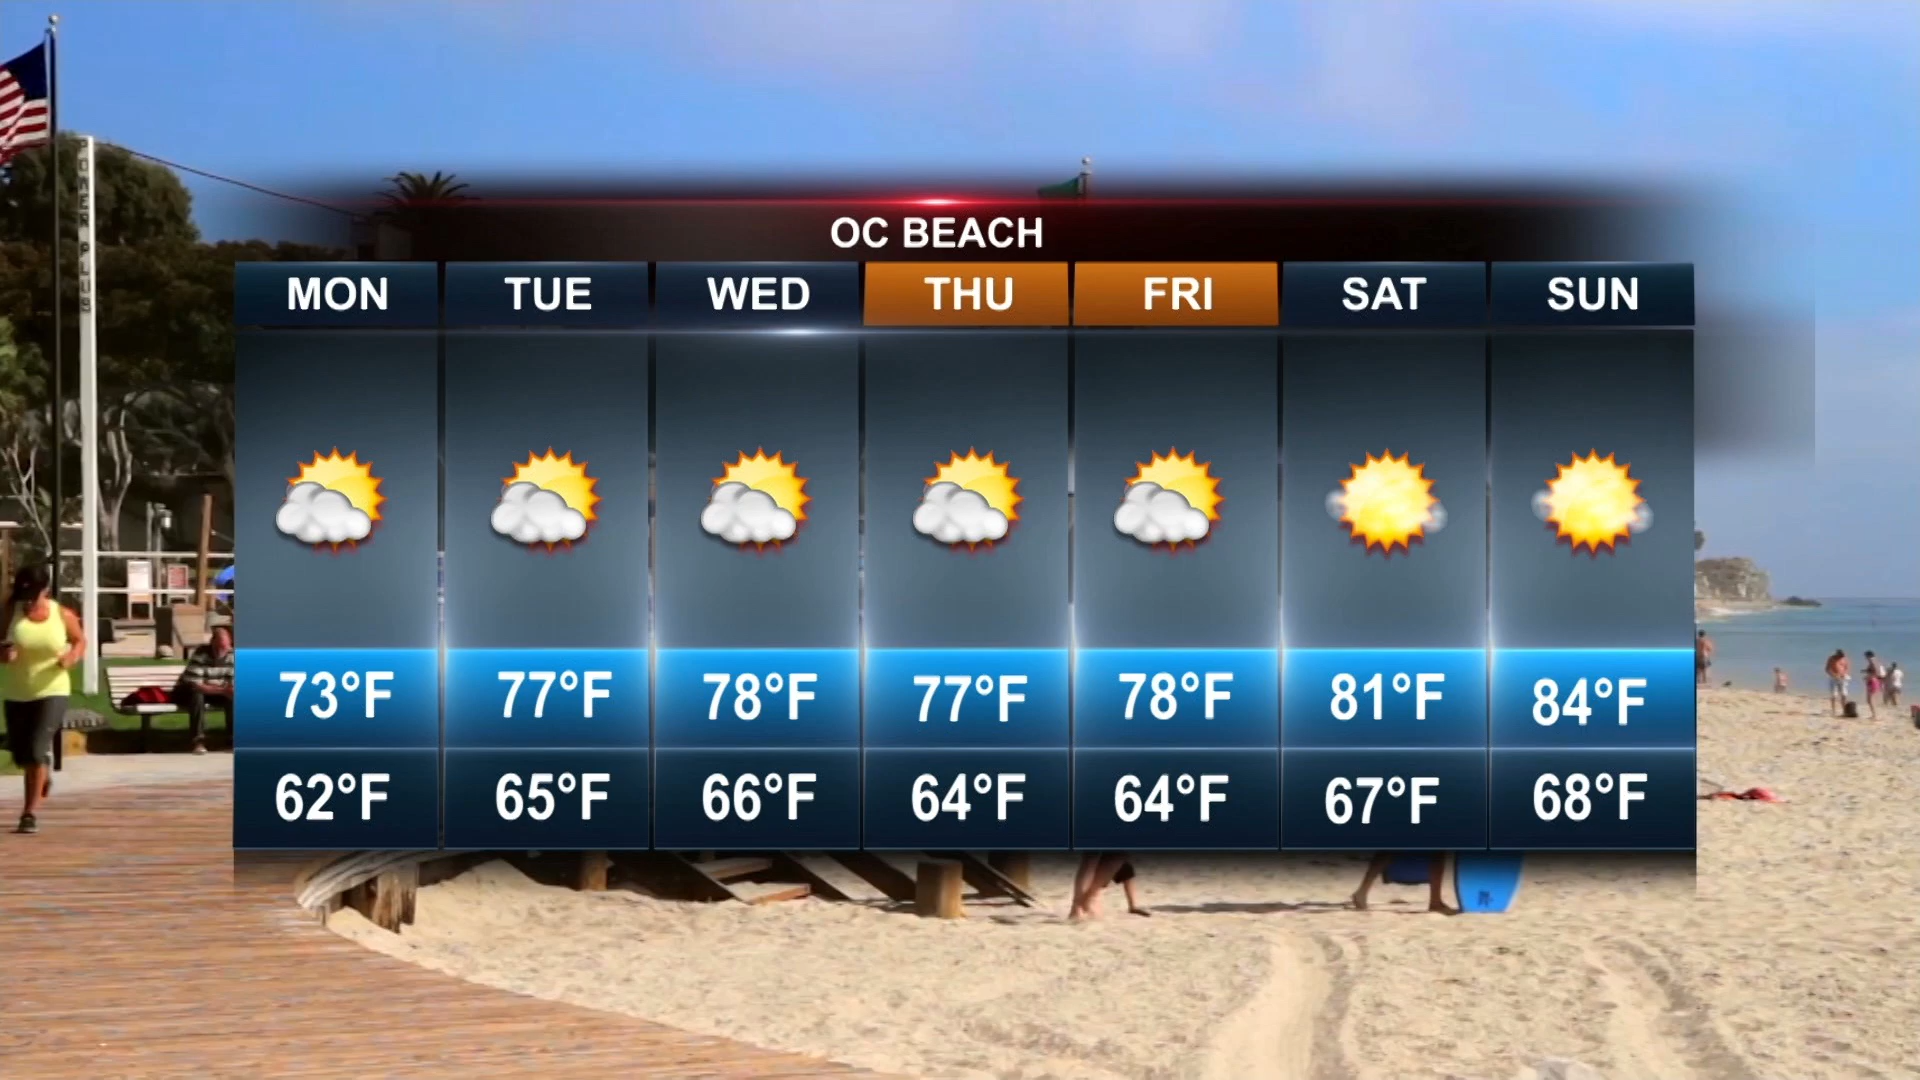 OC BEACH
MON TUE WED THU FRI SAT SUN
73°F 77°F 78°F 77°F 78°F 81°F 84°F
62°F 65°F 66°F 64°F 64°F 67°F 68°F